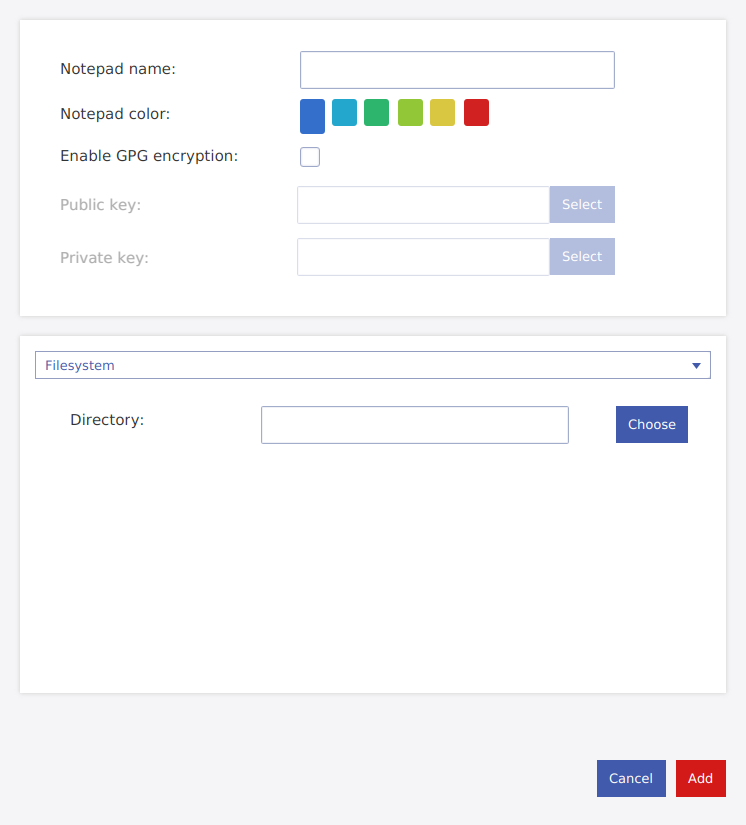 Notepad name:
Notepad color:
Enable GPG encryption:
Public key: Select
Private key: Select
Filesystem
Directory: Choose
Cancel Add